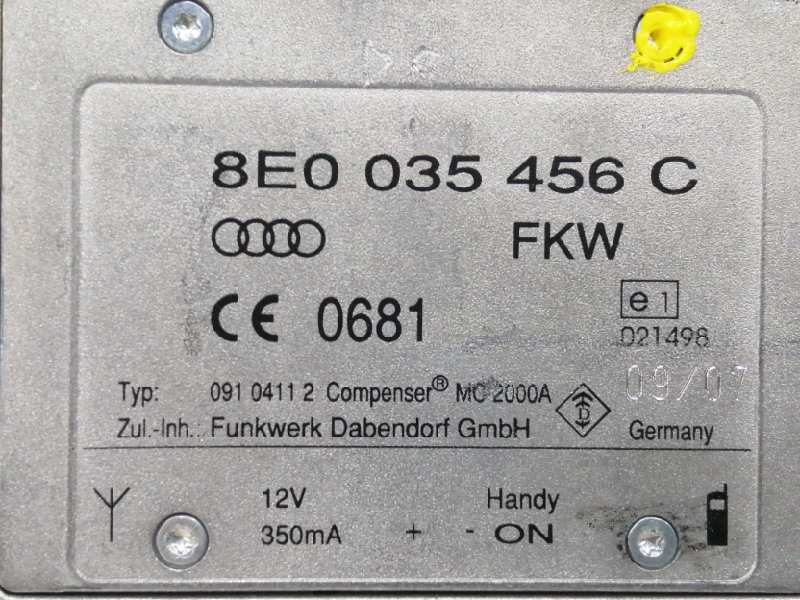 8E0 035 456 C
FKW
CE 0681
e1
021498
Typ: 091 0411 2 Compenser® MC 2000A
09/07
Zul.-Inh.: Funkwerk Dabendorf GmbH
D
Germany
12V
Handy
350mA + - ON